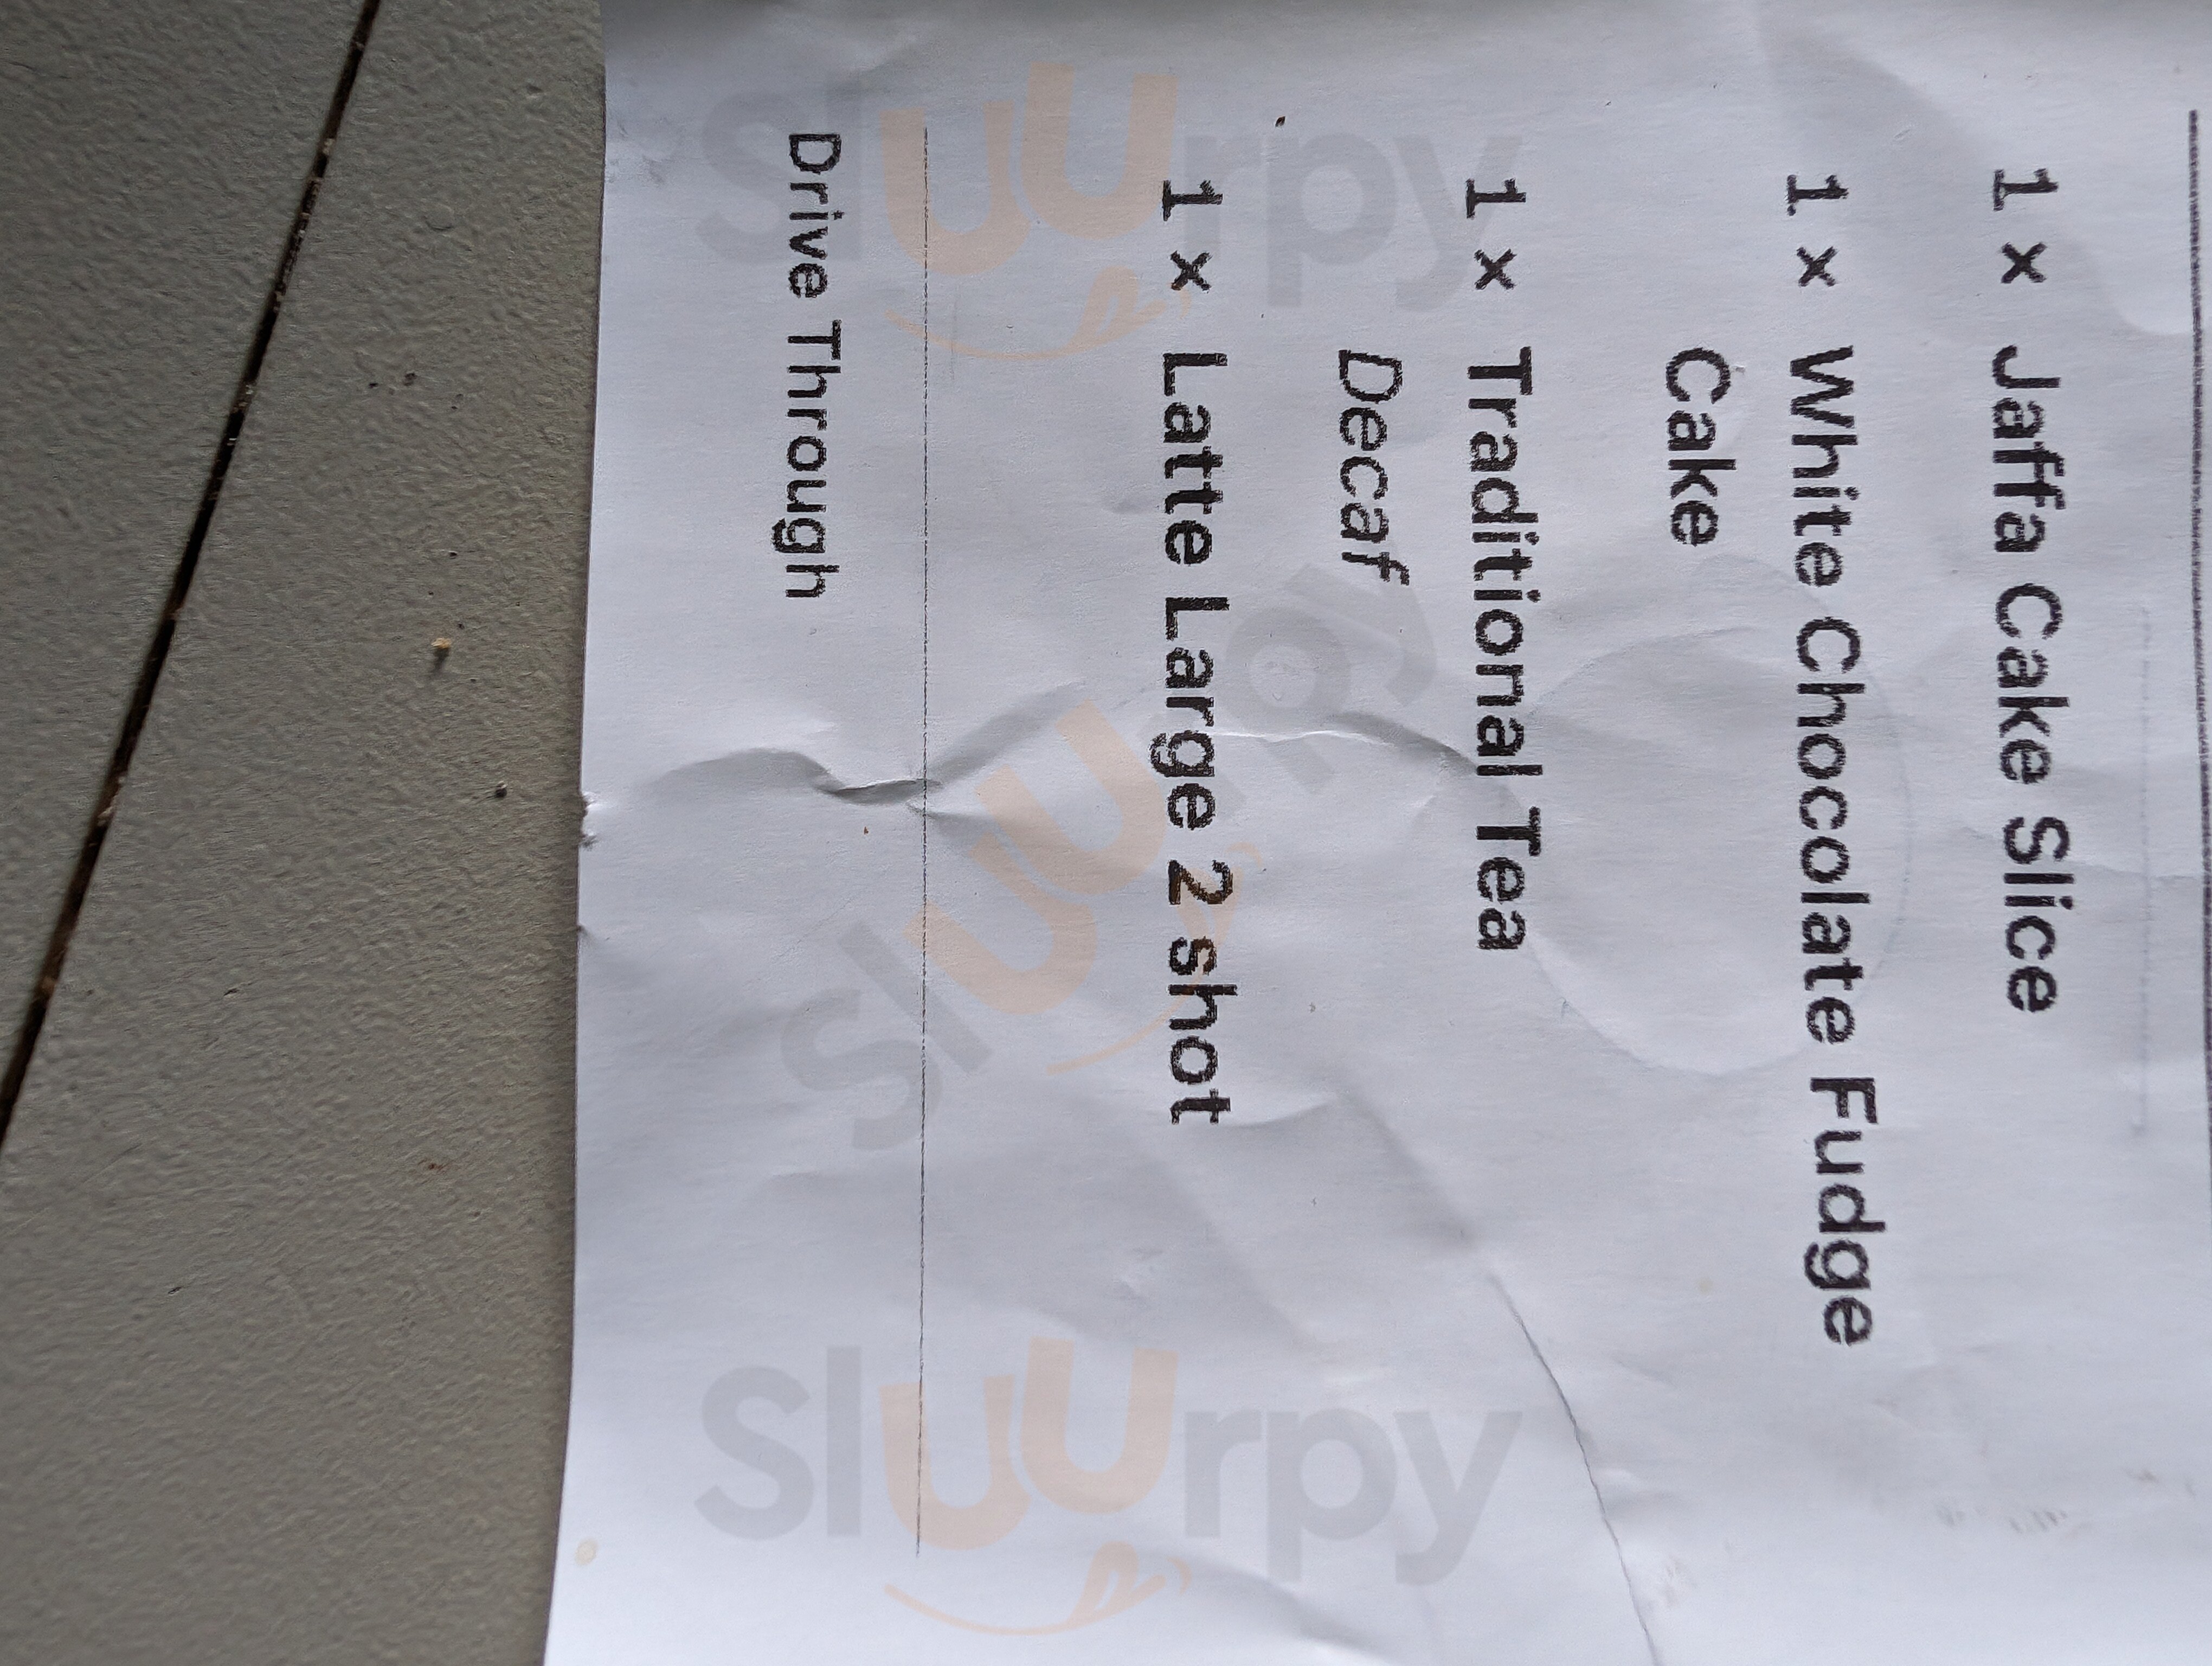 1 x Jaffa Cake Slice
1 x White Chocolate Fudge
Cake
1 x Traditional Tea
Decaf
1 x Latte Large 2 shot
Drive Through
Sluurpy
Sluurpy
Sluurpy